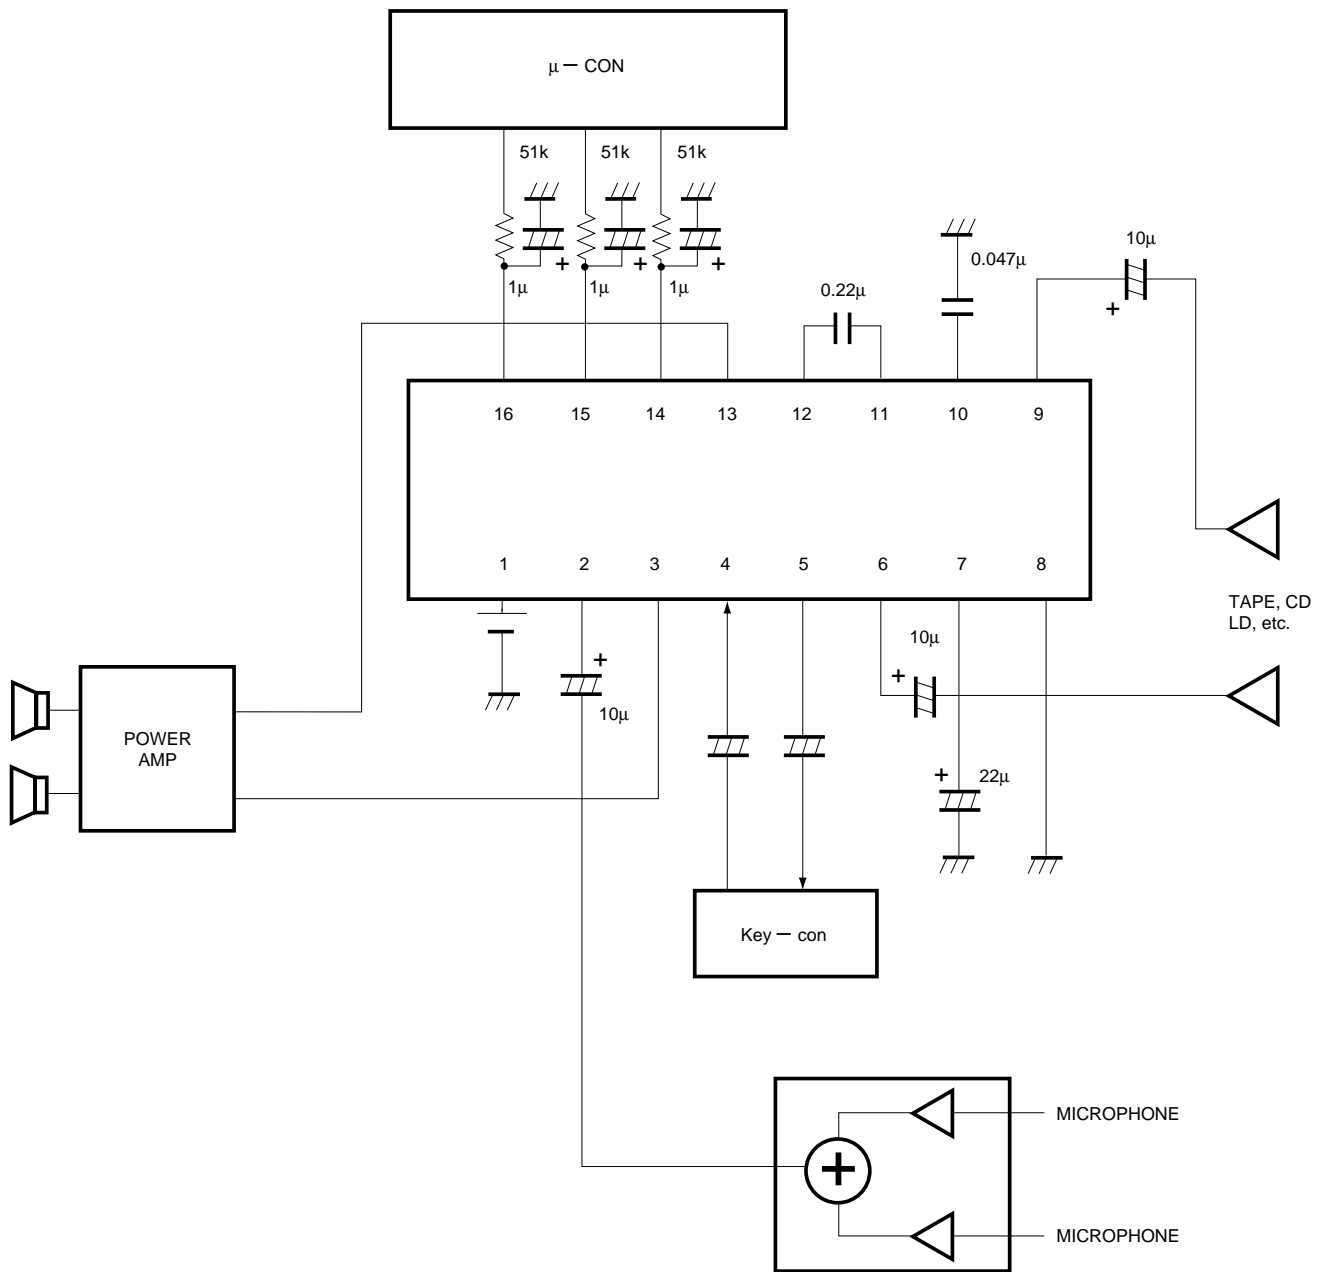 μ — CON
51k
51k
51k
+
+
+
1μ
1μ
1μ
0.22μ
0.047μ
10μ
+
16
15
14
13
12
11
10
9
1
2
3
4
5
6
7
8
TAPE, CD
LD, etc.
+
10μ
10μ
+
+
22μ
POWER
AMP
Key — con
MICROPHONE
+
MICROPHONE